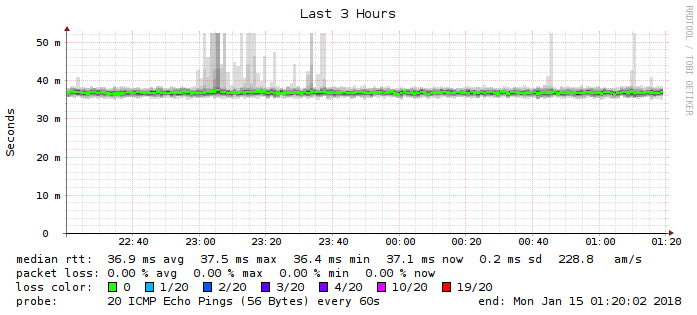 Last 3 Hours
RRDTOOL / TOBI OETIKER
Seconds
50 m
40 m
30 m
20 m
10 m
0
22:40 23:00 23:20 23:40 00:00 00:20 00:40 01:00 01:20
median rtt: 36.9 ms avg 37.5 ms max 36.4 ms min 37.1 ms now 0.2 ms sd 228.8 am/s
packet loss: 0.00 % avg 0.00 % max 0.00 % min 0.00 % now
loss color: 0 1/20 2/20 3/20 4/20 10/20 19/20
probe: 20 ICMP Echo Pings (56 Bytes) every 60s end: Mon Jan 15 01:20:02 2018